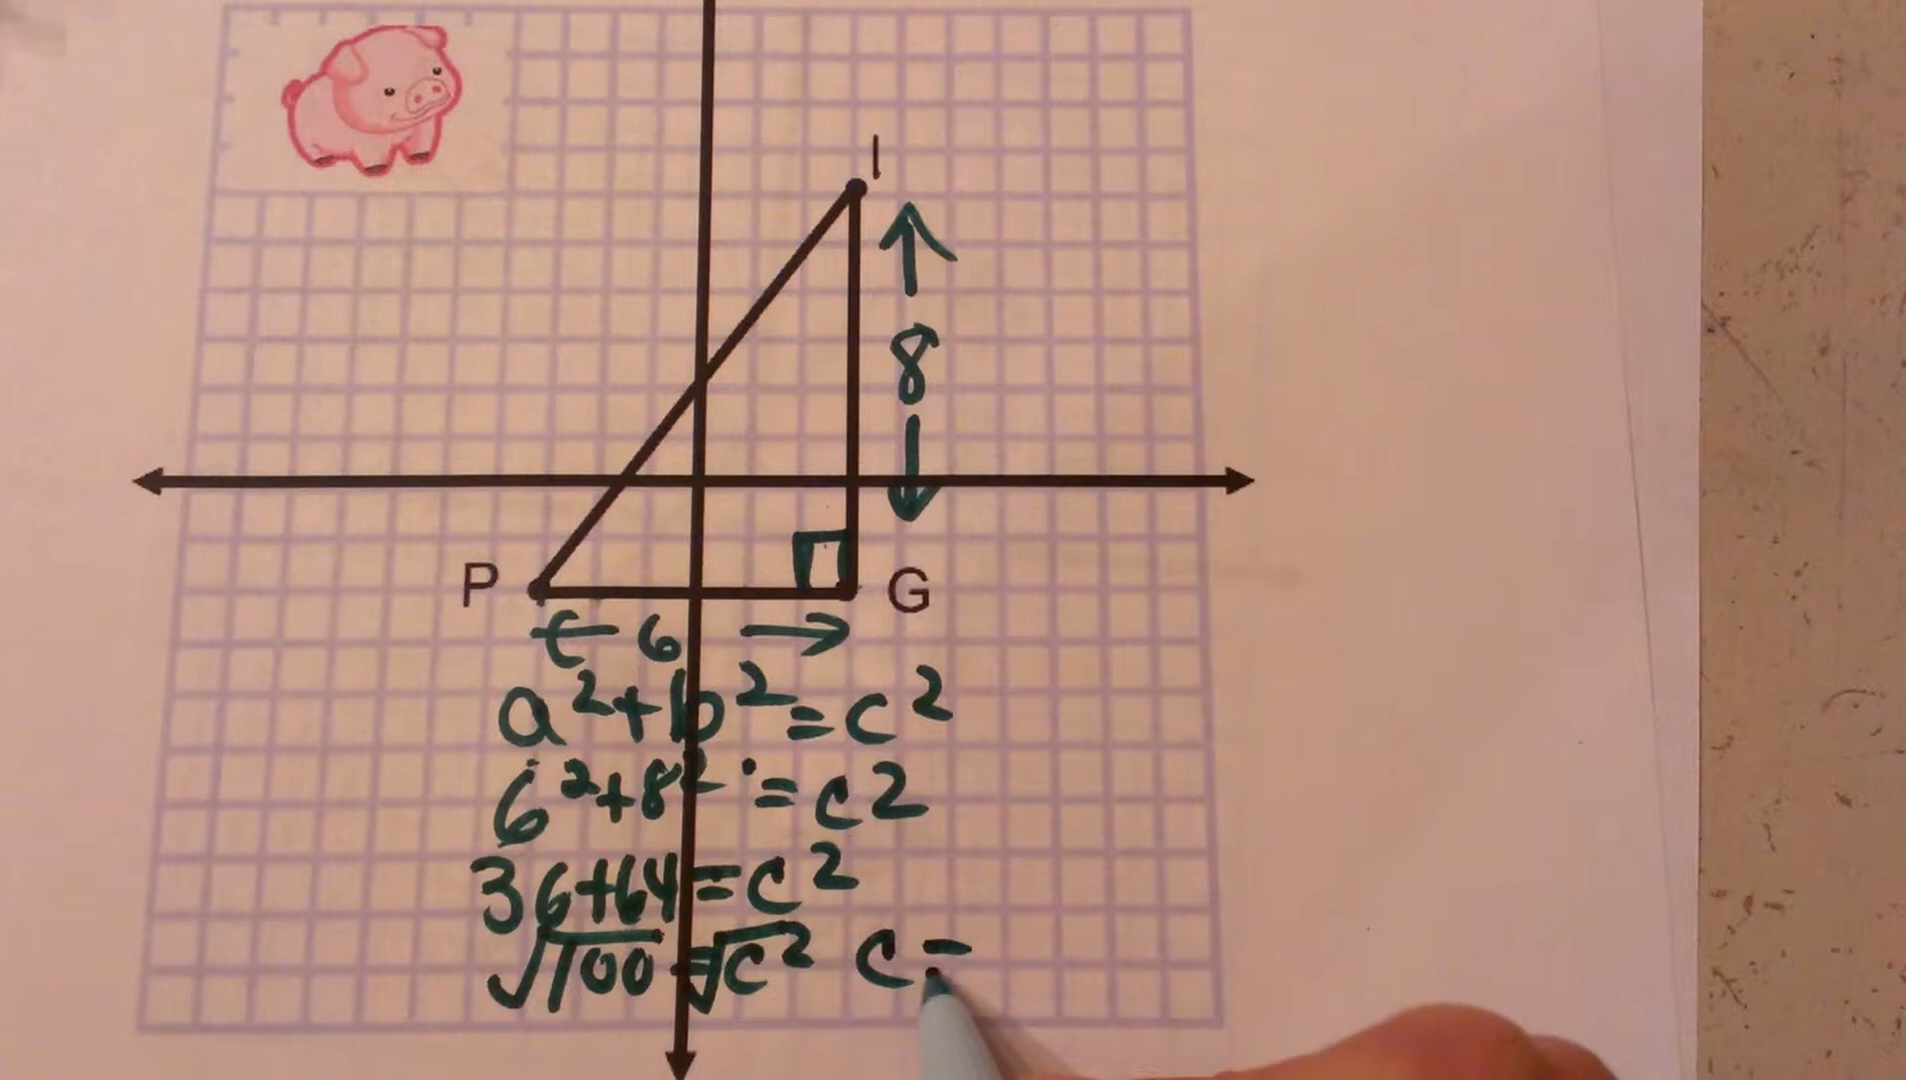 I
8
P
G
6
a²+b²=c²
6²+8²=c²
36+64=c²
√100=√c² c=